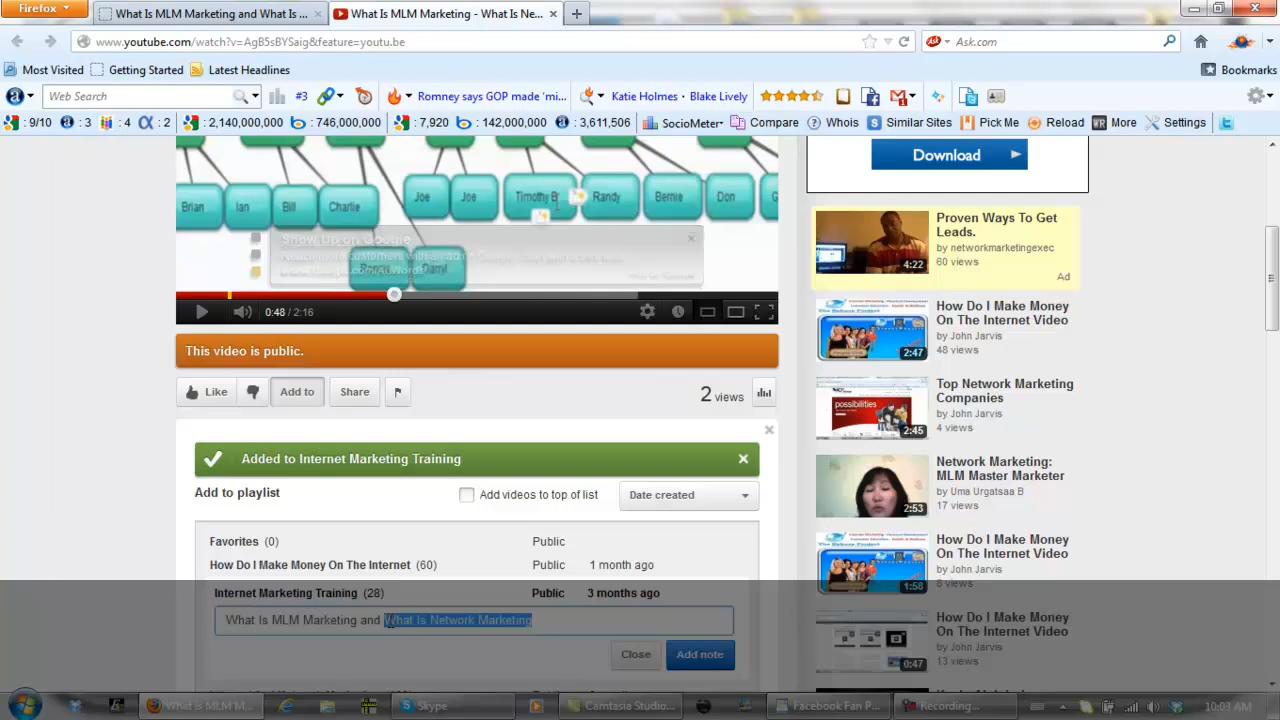 Firefox
What Is MLM Marketing and What Is ...
What Is MLM Marketing - What Is Ne...
www.youtube.com/watch?v=AgB5sBYSaig&feature=youtu.be
Ask.com
Most Visited
Getting Started
Latest Headlines
Bookmarks
Web Search
#3
Romney says GOP made 'mi...
Katie Holmes · Blake Lively
: 9/10 : 3 : 4 : 2 : 2,140,000,000 : 746,000,000 : 7,920 : 142,000,000 : 3,611,506 SocioMeter Compare Whois Similar Sites Pick Me Reload More Settings
Download
Brian Ian Bill Charlie Joe Joe Timothy B Randy Bernie Don
Show Up on Google
Darryl
0:48 / 2:16
This video is public.
Like
Add to
Share
2 views
Added to Internet Marketing Training
Add to playlist
Add videos to top of list
Date created
Favorites (0) Public
How Do I Make Money On The Internet (60) Public 1 month ago
Internet Marketing Training (28) Public 3 months ago
What Is MLM Marketing and What Is Network Marketing
Close
Add note
Proven Ways To Get
Leads.
by networkmarketingexec
60 views
Ad
4:22
How Do I Make Money
On The Internet Video
by John Jarvis
48 views
2:47
Top Network Marketing
Companies
by John Jarvis
4 views
possibilities
2:45
Network Marketing:
MLM Master Marketer
by Uma Urgatsaa B
17 views
2:53
How Do I Make Money
On The Internet Video
by John Jarvis
8 views
1:58
How Do I Make Money
On The Internet Video
by John Jarvis
13 views
0:47
What Is MLM M...
Skype
Camtasia Studio...
Facebook Fan P...
Recording...
10:03 AM